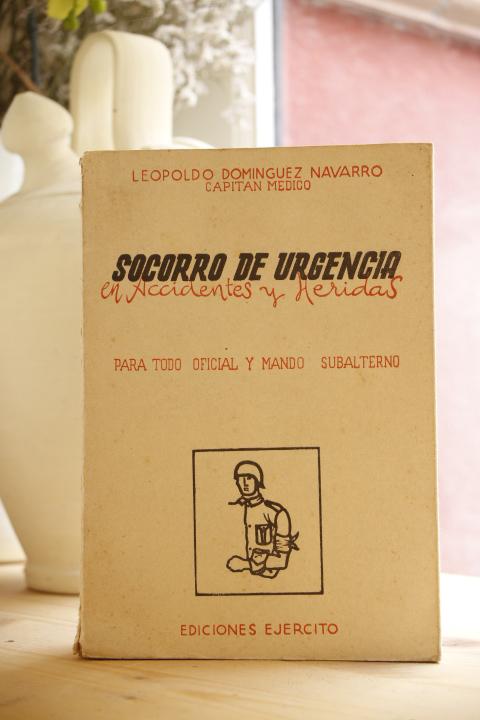 LEOPOLDO DOMINGUEZ NAVARRO
CAPITAN MEDICO
SOCORRO DE URGENCIA
en Accidentes y Heridas
PARA TODO OFICIAL Y MANDO SUBALTERNO
EDICIONES EJERCITO